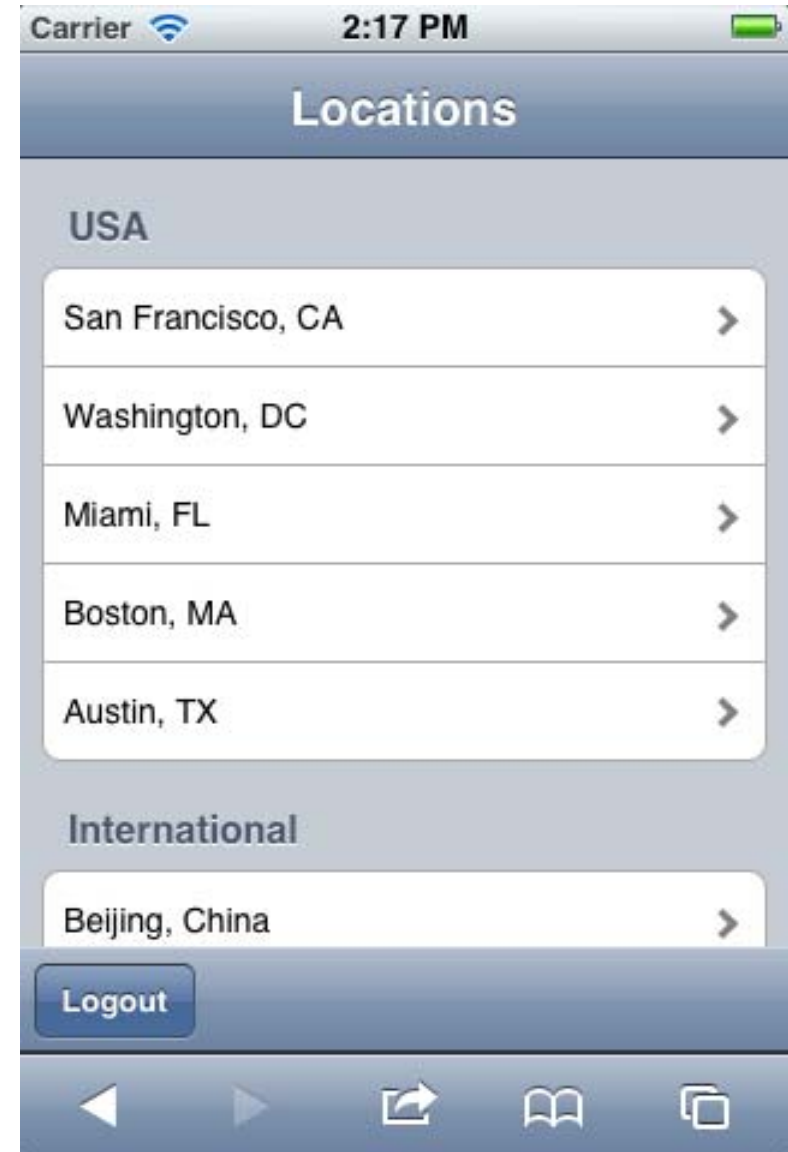 Carrier 2:17 PM
Locations
USA
San Francisco, CA
Washington, DC
Miami, FL
Boston, MA
Austin, TX
International
Beijing, China
Logout